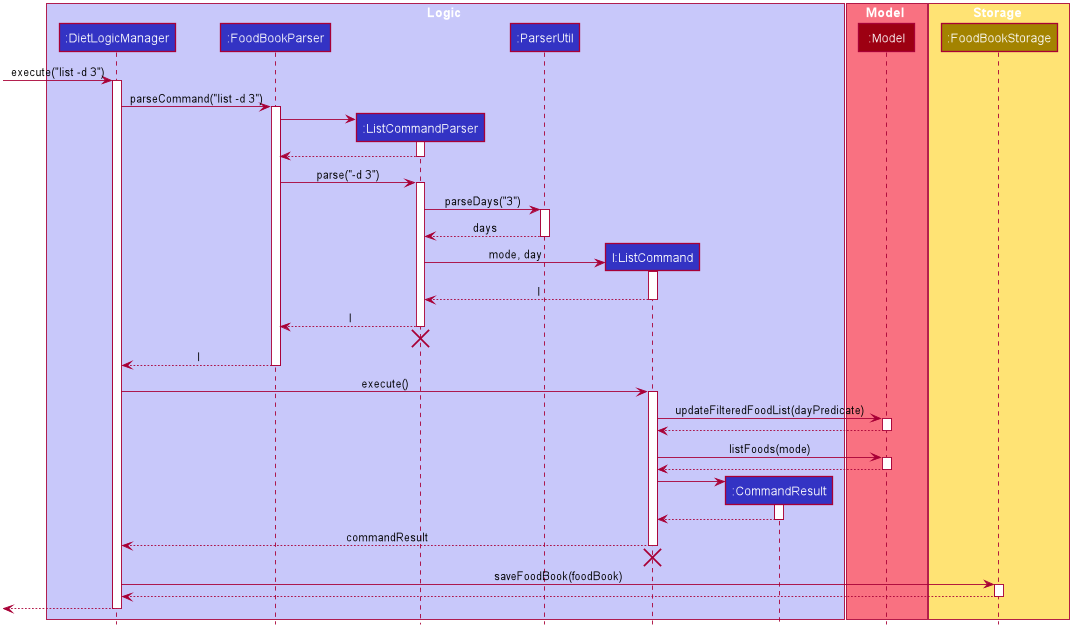 Logic
Model
Storage
:DietLogicManager
:FoodBookParser
:ParserUtil
:Model
:FoodBookStorage
execute("list -d 3")
parseCommand("list -d 3")
:ListCommandParser
parse("-d 3")
parseDays("3")
days
mode, day
l:ListCommand
l
l
l
execute()
updateFilteredFoodList(dayPredicate)
listFoods(mode)
:CommandResult
commandResult
saveFoodBook(foodBook)